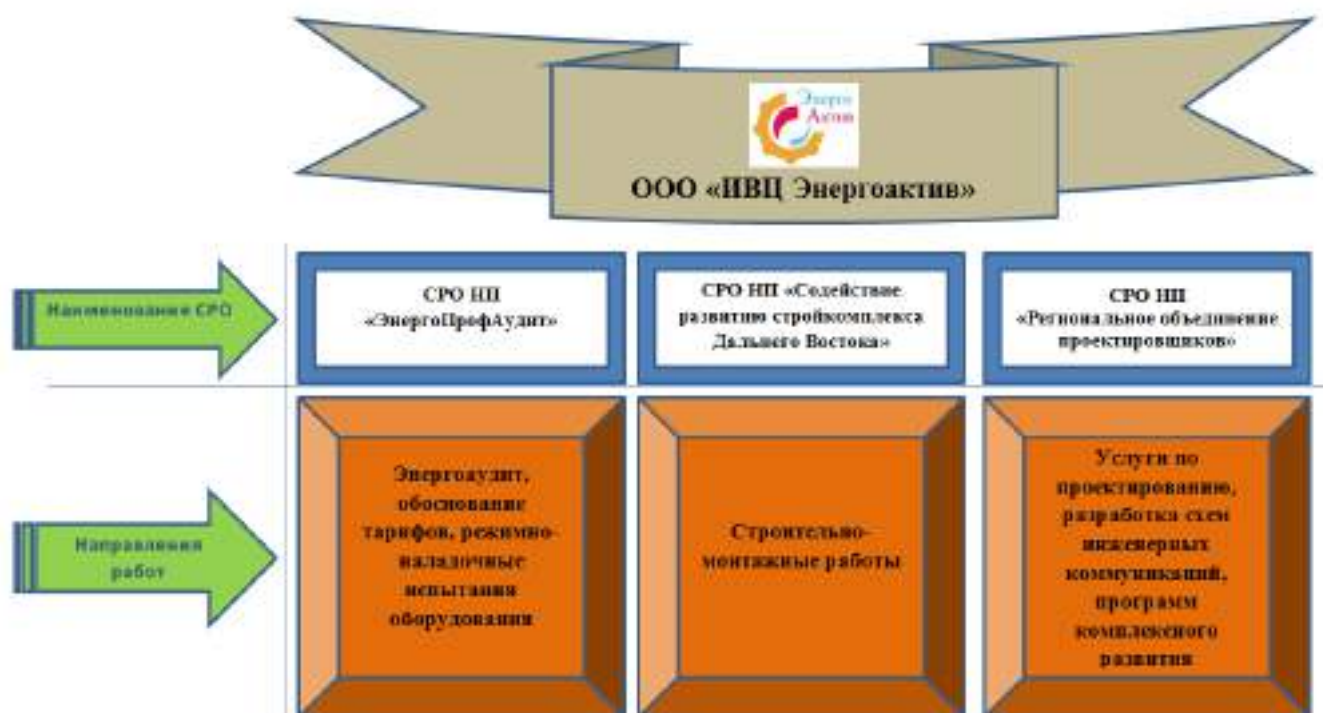 Энерго
Актив
ООО «ИВЦ Энергоактив»
Наименования СРО
СРО НП
«ЭнергоПрофАудит»
СРО НП «Содействие
развитию стройкомплекса
Дальнего Востока»
СРО НП
«Региональное объединение
проектировщиков»
Направления
работ
Энергоаудит,
обоснование
тарифов, режимно-
наладочные
испытания
оборудования
Строительно-
монтажные работы
Услуги по
проектированию,
разработка схем
инженерных
коммуникаций,
программ
комплексного
развития